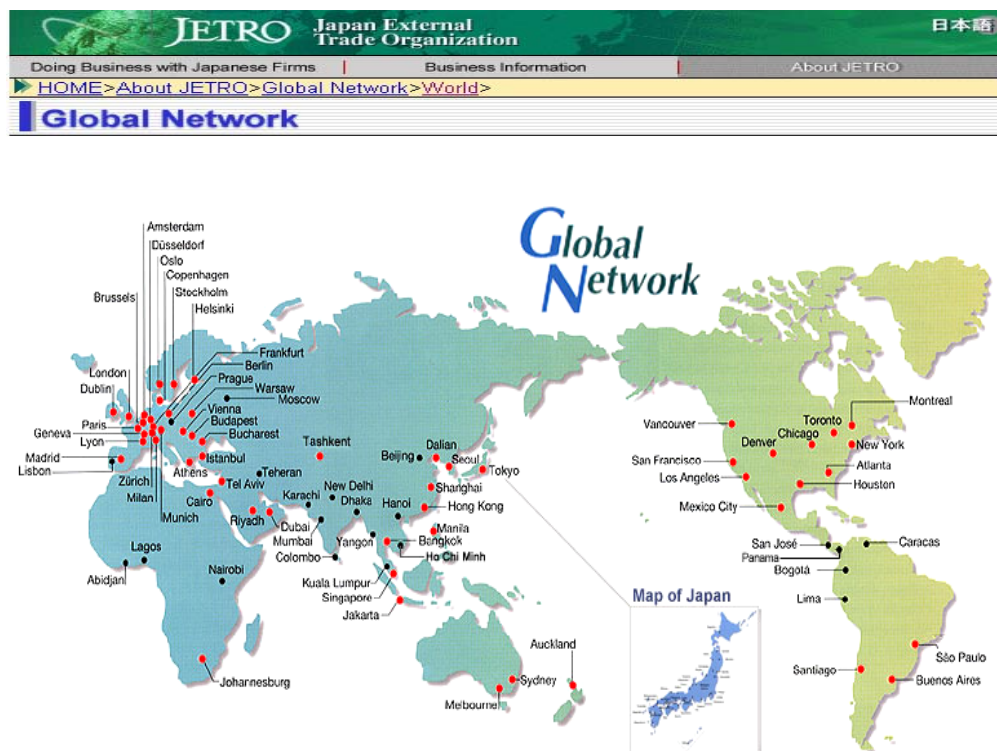 JETRO Japan External
Trade Organization
日本語
Doing Business with Japanese Firms | Business Information | About JETRO
HOME>About JETRO>Global Network>World>
Global Network
Global
Network
Amsterdam
Düsseldorf
Oslo
Copenhagen
Brussels
Stockholm
Helsinki
Frankfurt
London
Berlin
Dublin
Prague
Warsaw
Moscow
Paris
Vienna
Geneva
Budapest
Lyon
Bucharest
Madrid
Istanbul
Lisbon
Athens
Zürich
Tel Aviv
Milan
Cairo
Munich
Riyadh
Dubai
Tashkent
Teheran
Karachi
New Delhi
Dhaka
Mumbai
Colombo
Yangon
Beijing
Dalian
Seoul
Tokyo
Shanghai
Hanoi
Hong Kong
Manila
Bangkok
Ho Chi Minh
Kuala Lumpur
Singapore
Jakarta
Lagos
Abidjan
Nairobi
Johannesburg
Auckland
Sydney
Melbourne
Map of Japan
Montreal
Vancouver
Toronto
Chicago
Denver
New York
San Francisco
Atlanta
Los Angeles
Houston
Mexico City
San José
Caracas
Panama
Bogotá
Lima
São Paulo
Santiago
Buenos Aires